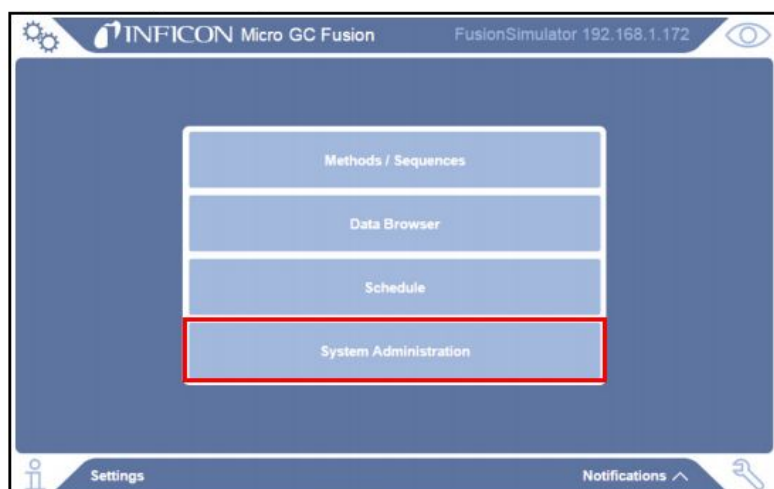 INFICON Micro GC Fusion FusionSimulator 192.168.1.172
Methods / Sequences
Data Browser
Schedule
System Administration
Settings Notifications